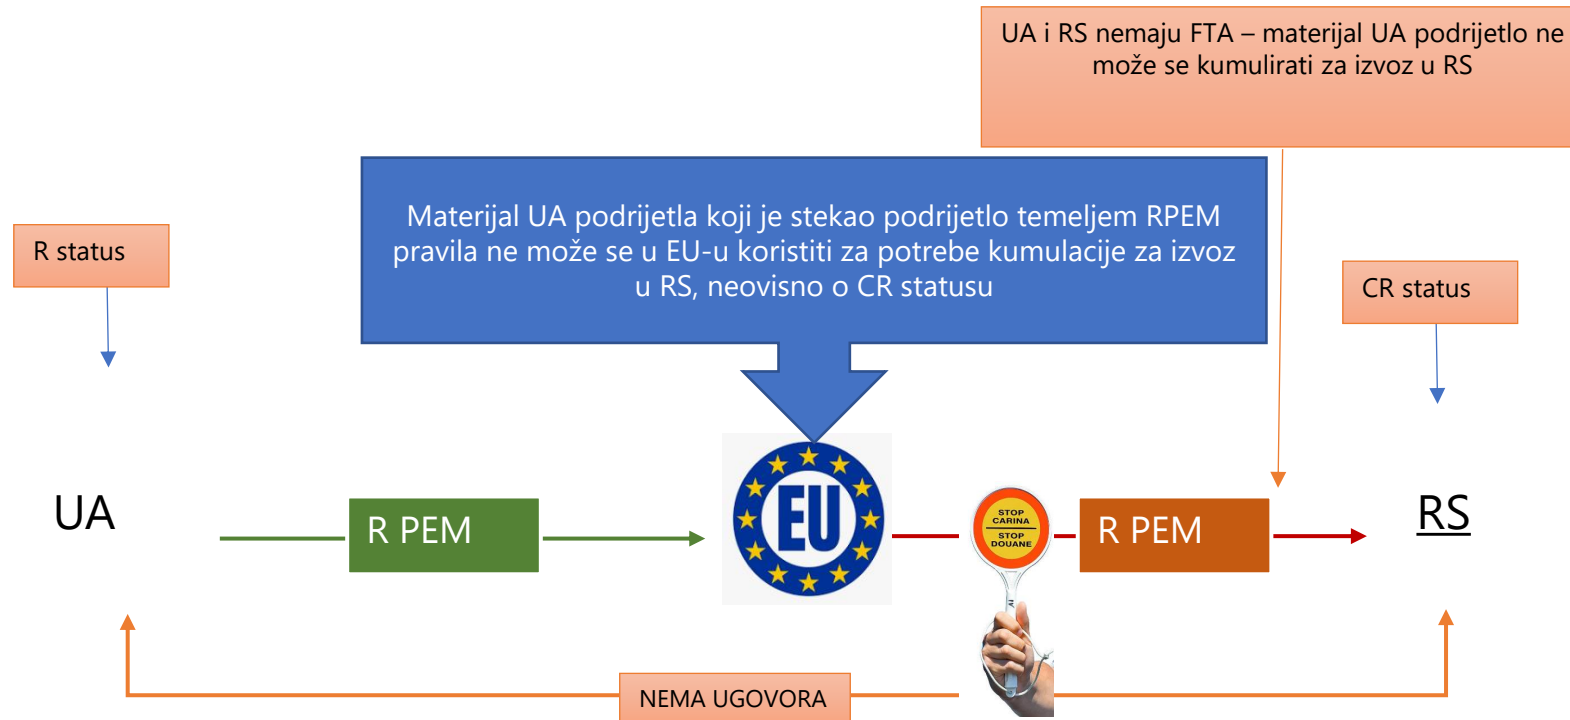 UA i RS nemaju FTA – materijal UA podrijetlo ne
može se kumulirati za izvoz u RS
Materijal UA podrijetla koji je stekao podrijetlo temeljem RPEM
pravila ne može se u EU-u koristiti za potrebe kumulacije za izvoz
u RS, neovisno o CR statusu
R status
CR status
UA
R PEM
EU
STOP
CARINA
STOP
DOUANE
R PEM
RS
NEMA UGOVORA